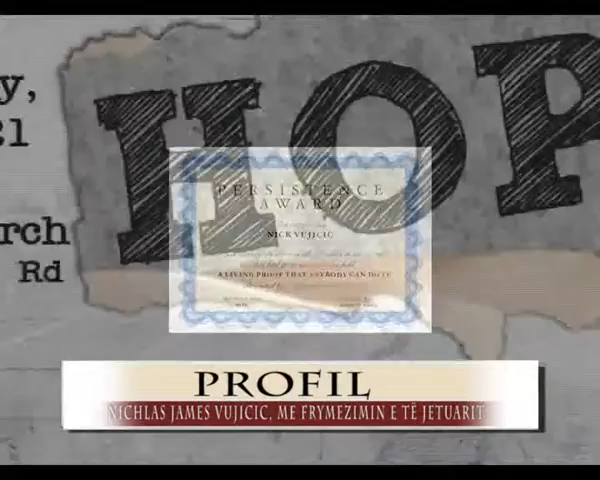 HOP
y,
21
rch
Rd
PERSISTENCE
AWARD
NICK VUJICIC
A LIVING PROOF THAT ANYBODY CAN DO IT
PROFIL
NICHLAS JAMES VUJICIC, ME FRYMEZIMIN E TË JETUARIT